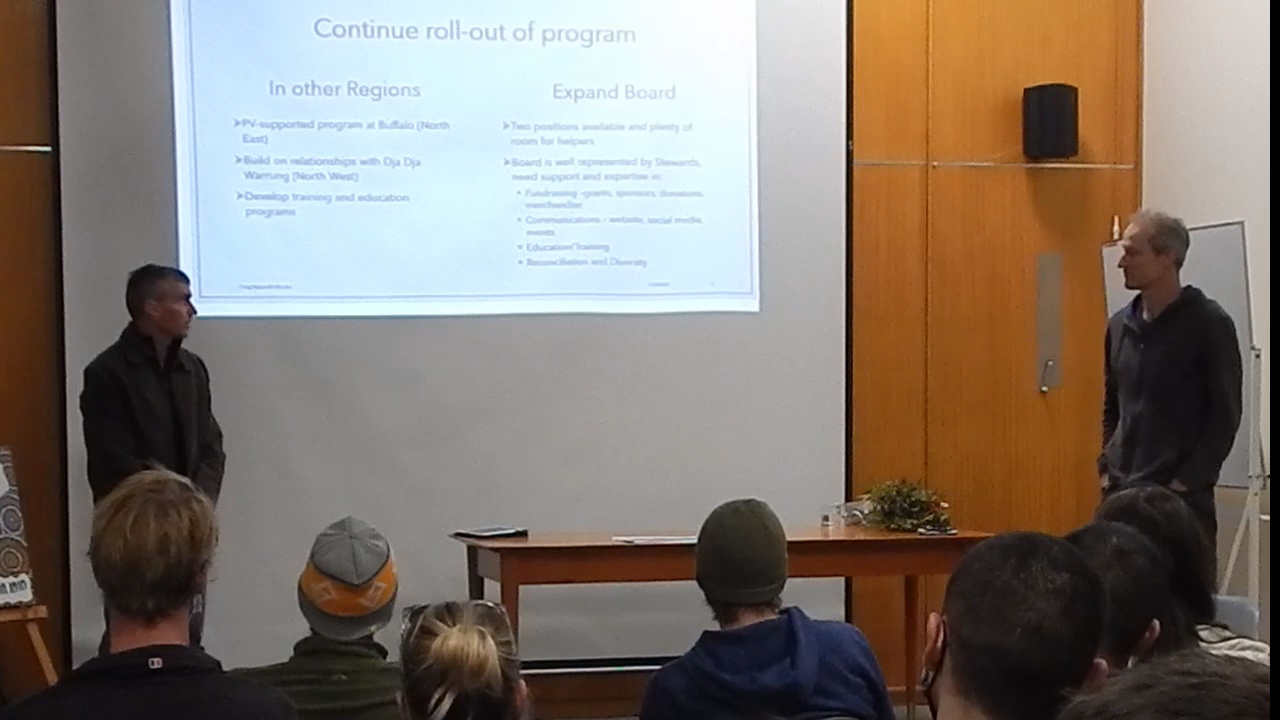 Continue roll-out of program
In other Regions
➢PV-supported program at Buffalo (North
East)
➢Build on relationships with Dja Dja
Warrung (North West)
➢Develop training and education
programs
Expand Board
➢Two positions available and plenty of
room for helpers
➢Board is well represented by Stewards,
need support and expertise in:
• Fundraising -grants, sponsors, donations,
merchandise
• Communications - website, social media,
events
• Education/Training
• Reconciliation and Diversity